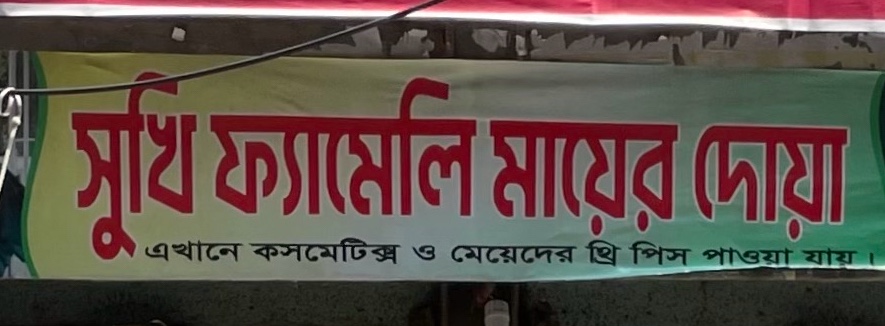 সুখি ফ্যামেলি মায়ের দোয়া
এখানে কসমেটিক্স ও মেয়েদের থ্রি পিস পাওয়া যায়।